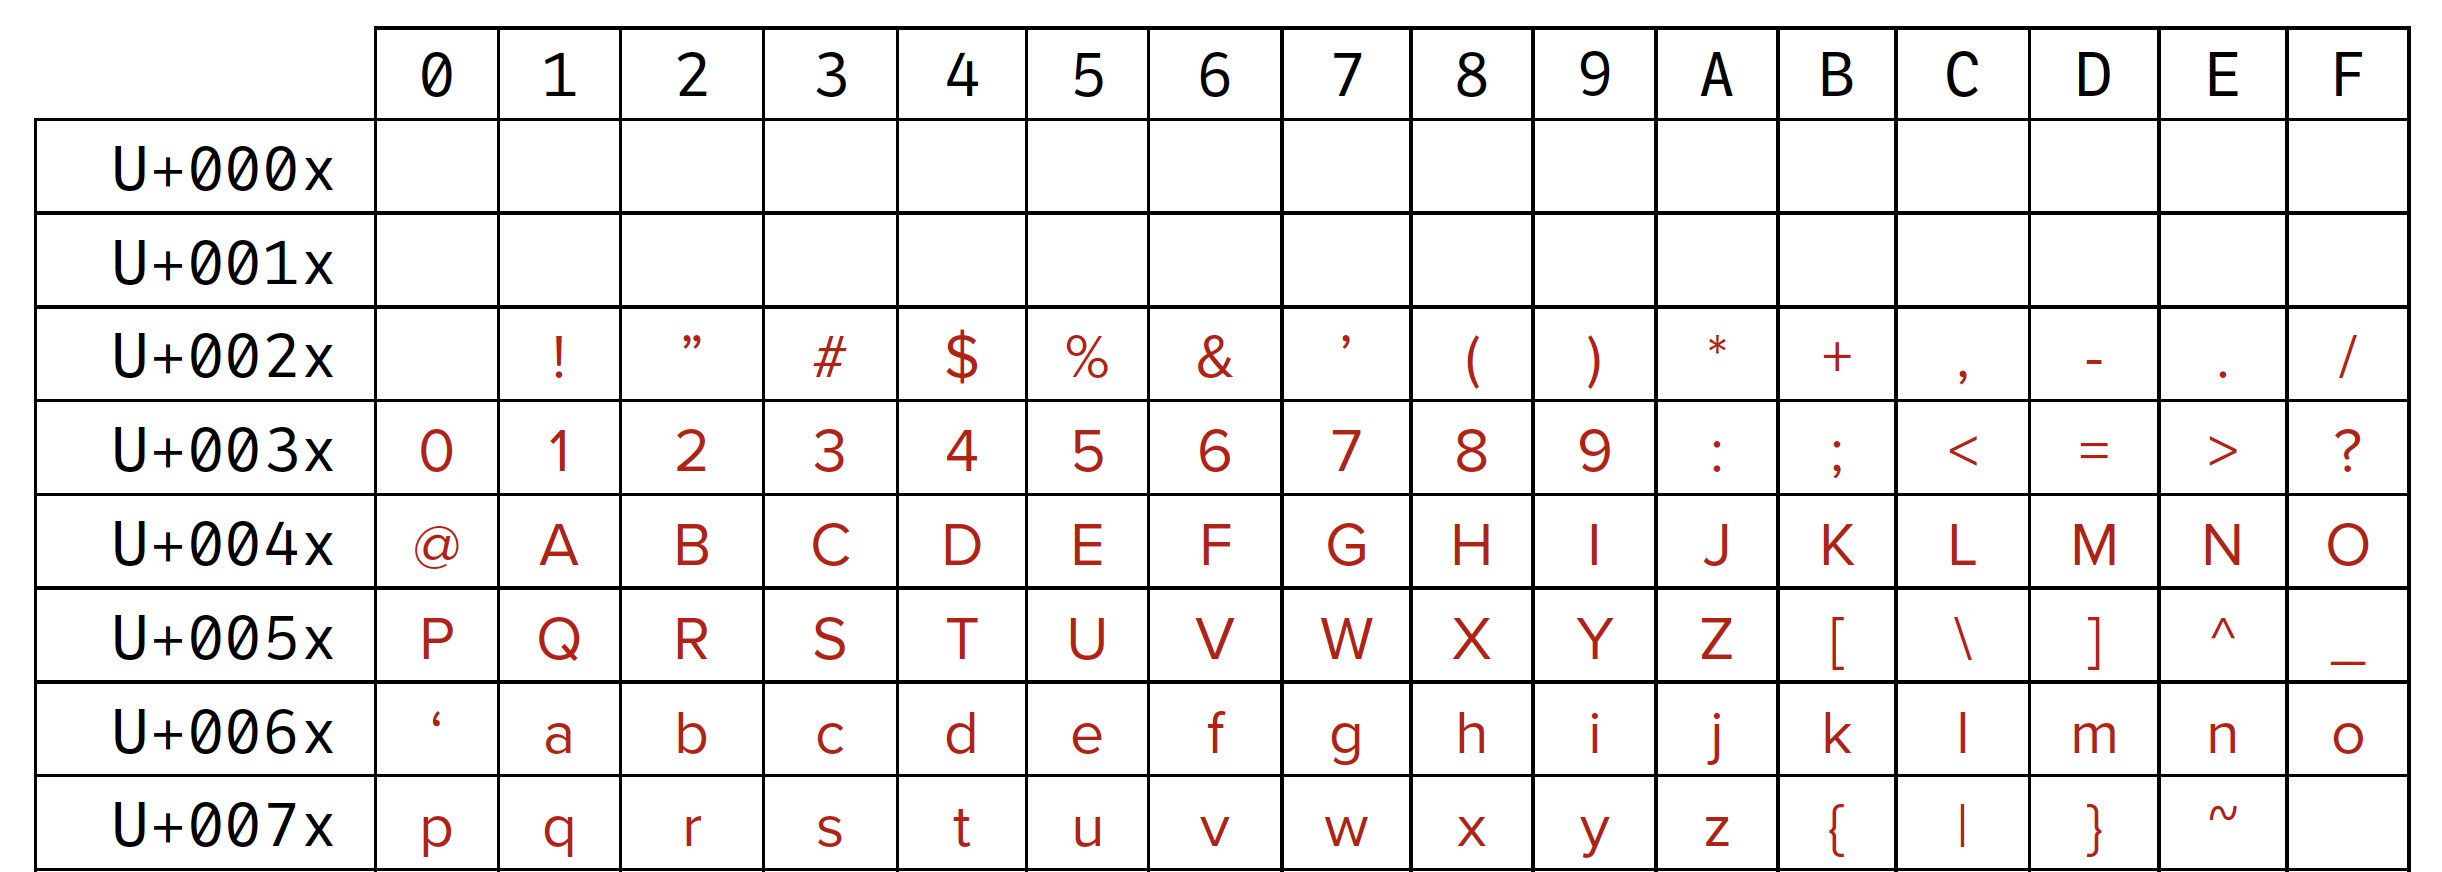 0 1 2 3 4 5 6 7 8 9 A B C D E F
U+000x
U+001x
U+002x ! ” # $ % & ’ ( ) * + , - . /
U+003x 0 1 2 3 4 5 6 7 8 9 : ; < = > ?
U+004x @ A B C D E F G H I J K L M N O
U+005x P Q R S T U V W X Y Z [ \ ] ^ _
U+006x ‘ a b c d e f g h i j k l m n o
U+007x p q r s t u v w x y z { | } ~